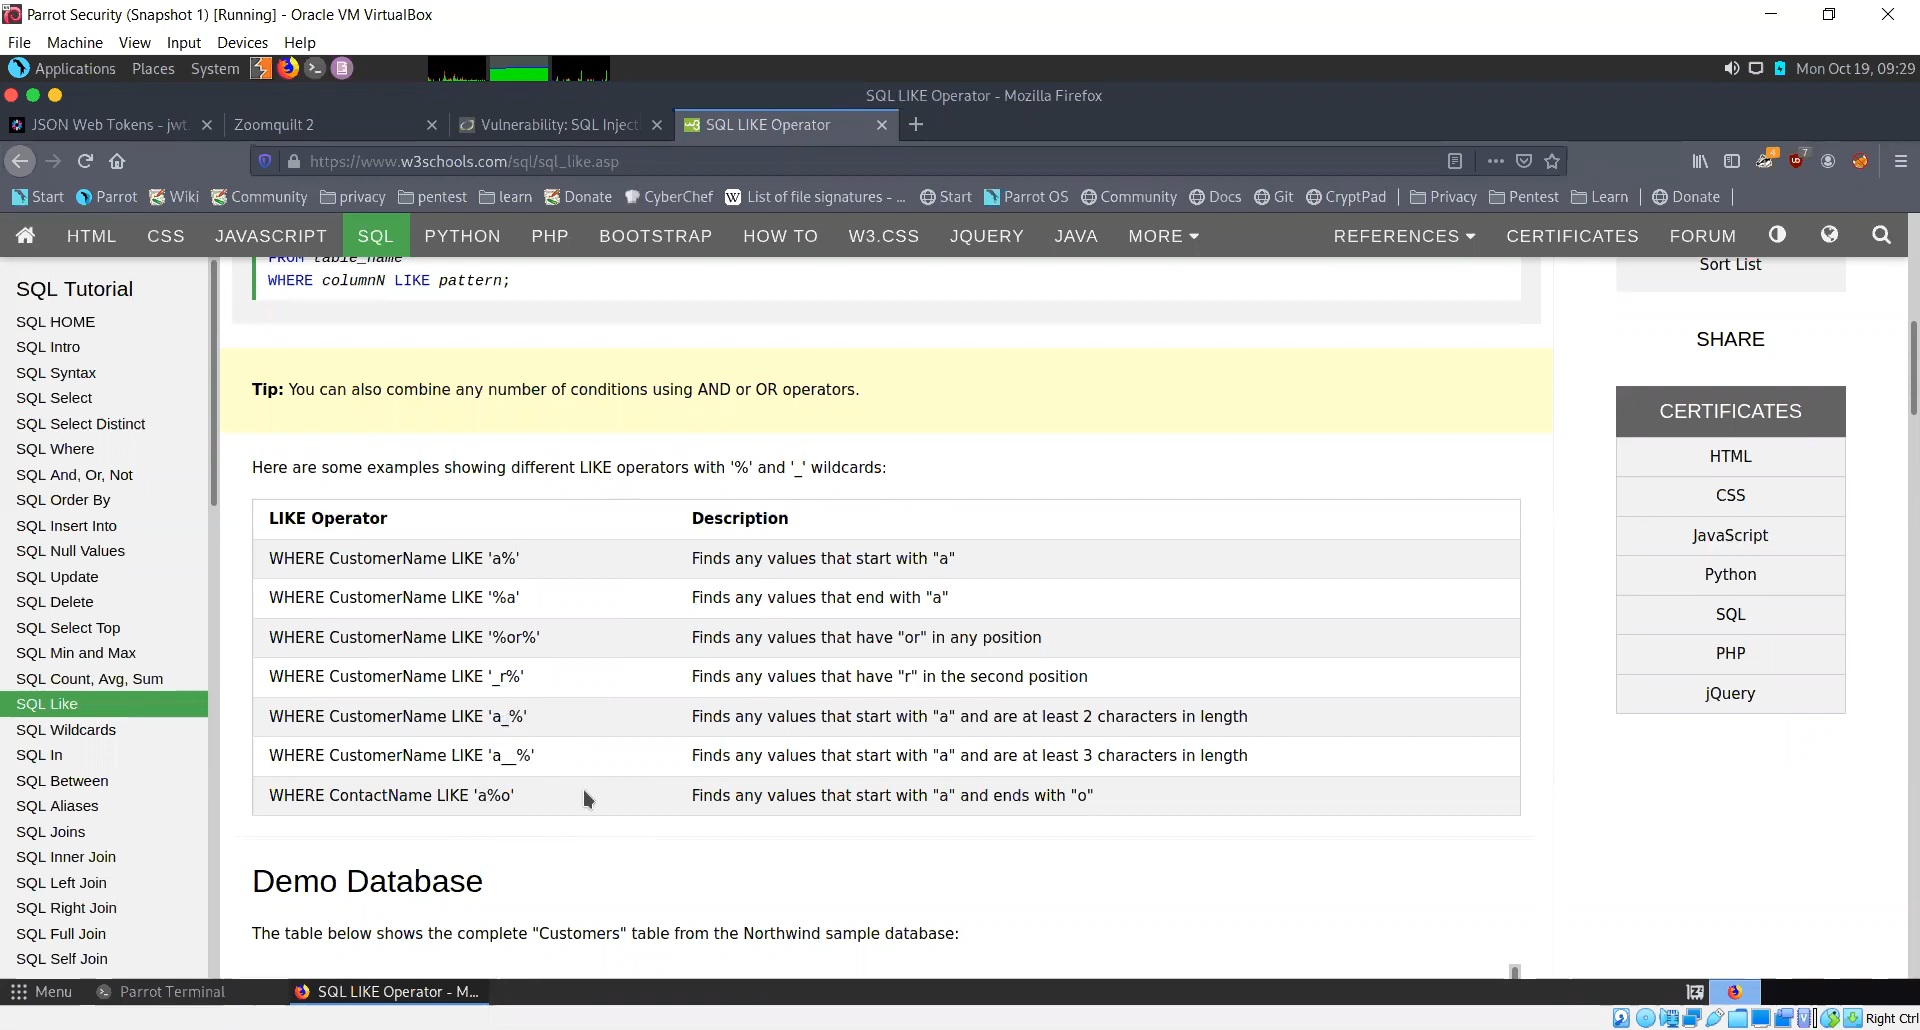 Parrot Security (Snapshot 1) [Running] - Oracle VM VirtualBox
File Machine View Input Devices Help
Applications Places System Mon Oct 19, 09:29
SQL LIKE Operator - Mozilla Firefox
JSON Web Tokens - jwt. Zoomquilt 2 Vulnerability: SQL Inject SQL LIKE Operator
https://www.w3schools.com/sql/sql_like.asp 4 7
Start Parrot Wiki Community privacy pentest learn Donate CyberChef List of file signatures - ... Start Parrot OS Community Docs Git CryptPad Privacy Pentest Learn Donate
HTML CSS JAVASCRIPT SQL PYTHON PHP BOOTSTRAP HOW TO W3.CSS JQUERY JAVA MORE REFERENCES CERTIFICATES FORUM
SQL Tutorial
SQL HOME
SQL Intro
SQL Syntax
SQL Select
SQL Select Distinct
SQL Where
SQL And, Or, Not
SQL Order By
SQL Insert Into
SQL Null Values
SQL Update
SQL Delete
SQL Select Top
SQL Min and Max
SQL Count, Avg, Sum
SQL Like
SQL Wildcards
SQL In
SQL Between
SQL Aliases
SQL Joins
SQL Inner Join
SQL Left Join
SQL Right Join
SQL Full Join
SQL Self Join
FROM table_name
WHERE columnN LIKE pattern;
Tip: You can also combine any number of conditions using AND or OR operators.
Here are some examples showing different LIKE operators with '%' and '_' wildcards:
LIKE Operator Description
WHERE CustomerName LIKE 'a%' Finds any values that start with "a"
WHERE CustomerName LIKE '%a' Finds any values that end with "a"
WHERE CustomerName LIKE '%or%' Finds any values that have "or" in any position
WHERE CustomerName LIKE '_r%' Finds any values that have "r" in the second position
WHERE CustomerName LIKE 'a_%' Finds any values that start with "a" and are at least 2 characters in length
WHERE CustomerName LIKE 'a__%' Finds any values that start with "a" and are at least 3 characters in length
WHERE ContactName LIKE 'a%o' Finds any values that start with "a" and ends with "o"
Demo Database
The table below shows the complete "Customers" table from the Northwind sample database:
Sort List
SHARE
CERTIFICATES
HTML
CSS
JavaScript
Python
SQL
PHP
jQuery
Menu Parrot Terminal SQL LIKE Operator - M...
Right Ctrl